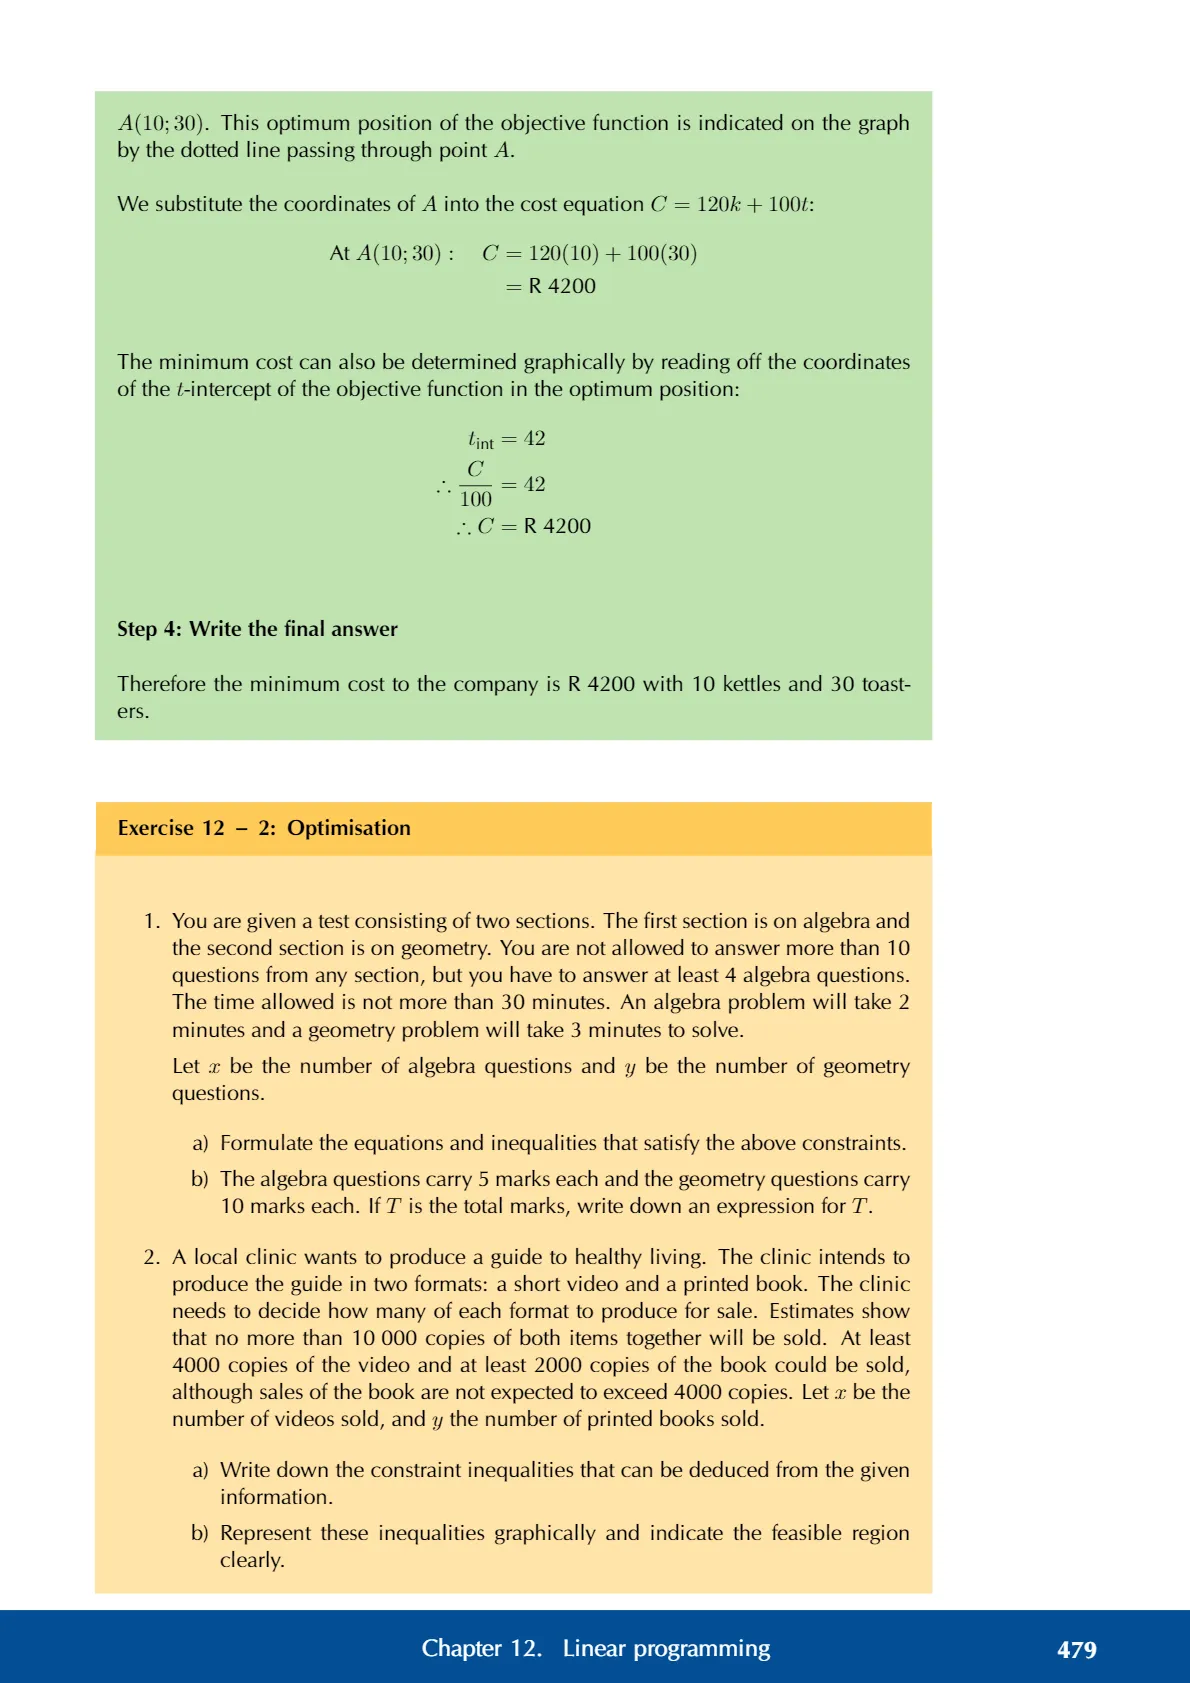 A(10; 30). This optimum position of the objective function is indicated on the graph
by the dotted line passing through point A.
We substitute the coordinates of A into the cost equation C = 120k + 100t:
At A(10; 30) : C = 120(10) + 100(30)
= R 4200
The minimum cost can also be determined graphically by reading off the coordinates
of the t-intercept of the objective function in the optimum position:
t_int = 42
∴ C/100 = 42
∴ C = R 4200
Step 4: Write the final answer
Therefore the minimum cost to the company is R 4200 with 10 kettles and 30 toast-
ers.
Exercise 12 – 2: Optimisation
1. You are given a test consisting of two sections. The first section is on algebra and
the second section is on geometry. You are not allowed to answer more than 10
questions from any section, but you have to answer at least 4 algebra questions.
The time allowed is not more than 30 minutes. An algebra problem will take 2
minutes and a geometry problem will take 3 minutes to solve.
Let x be the number of algebra questions and y be the number of geometry
questions.
a) Formulate the equations and inequalities that satisfy the above constraints.
b) The algebra questions carry 5 marks each and the geometry questions carry
10 marks each. If T is the total marks, write down an expression for T.
2. A local clinic wants to produce a guide to healthy living. The clinic intends to
produce the guide in two formats: a short video and a printed book. The clinic
needs to decide how many of each format to produce for sale. Estimates show
that no more than 10 000 copies of both items together will be sold. At least
4000 copies of the video and at least 2000 copies of the book could be sold,
although sales of the book are not expected to exceed 4000 copies. Let x be the
number of videos sold, and y the number of printed books sold.
a) Write down the constraint inequalities that can be deduced from the given
information.
b) Represent these inequalities graphically and indicate the feasible region
clearly.
Chapter 12. Linear programming 479